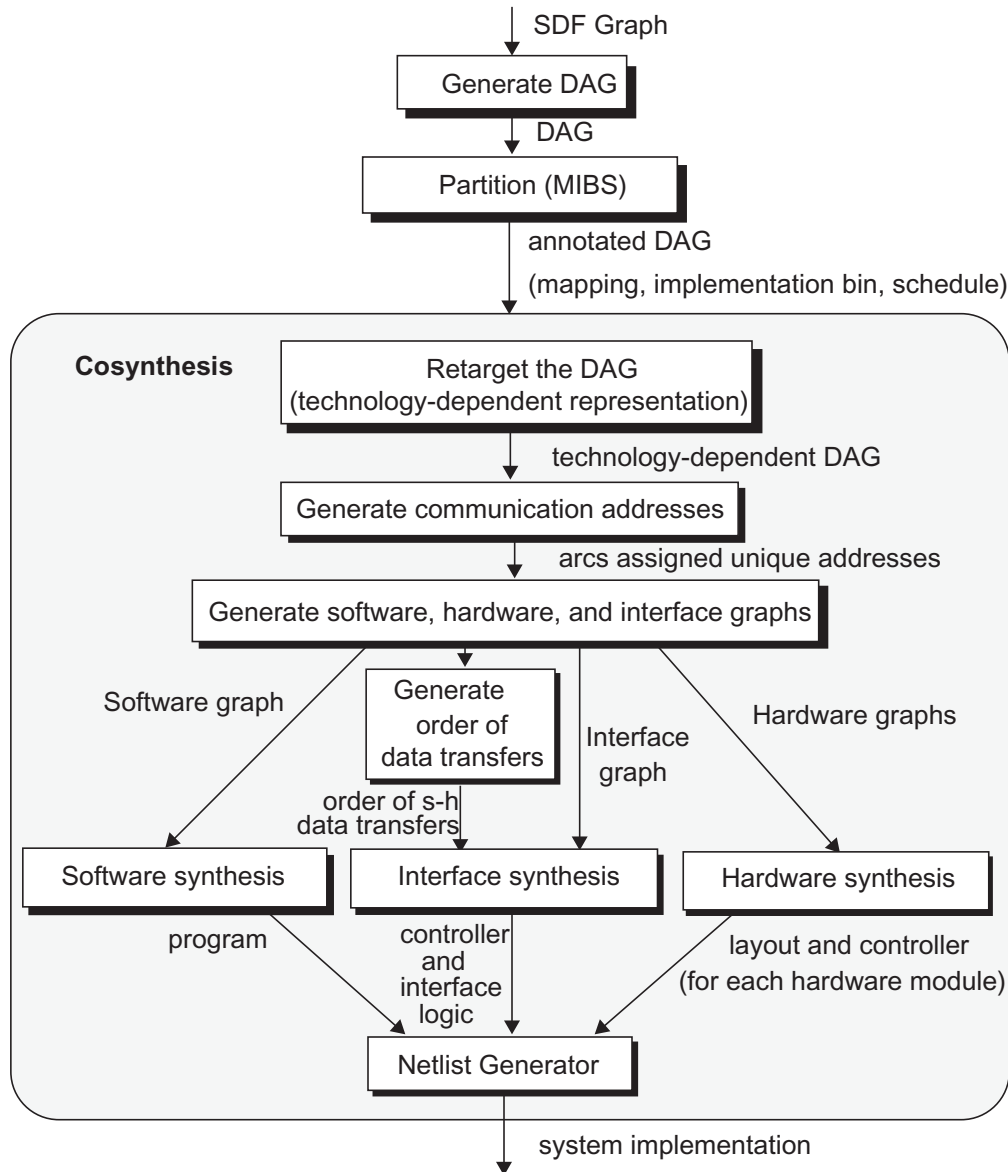 SDF Graph
Generate DAG
DAG
Partition (MIBS)
annotated DAG
(mapping, implementation bin, schedule)
Cosynthesis
Retarget the DAG
(technology-dependent representation)
technology-dependent DAG
Generate communication addresses
arcs assigned unique addresses
Generate software, hardware, and interface graphs
Software graph
Generate
order of
data transfers
Interface
graph
Hardware graphs
order of s-h
data transfers
Software synthesis
Interface synthesis
Hardware synthesis
program
controller
and
interface
logic
layout and controller
(for each hardware module)
Netlist Generator
system implementation